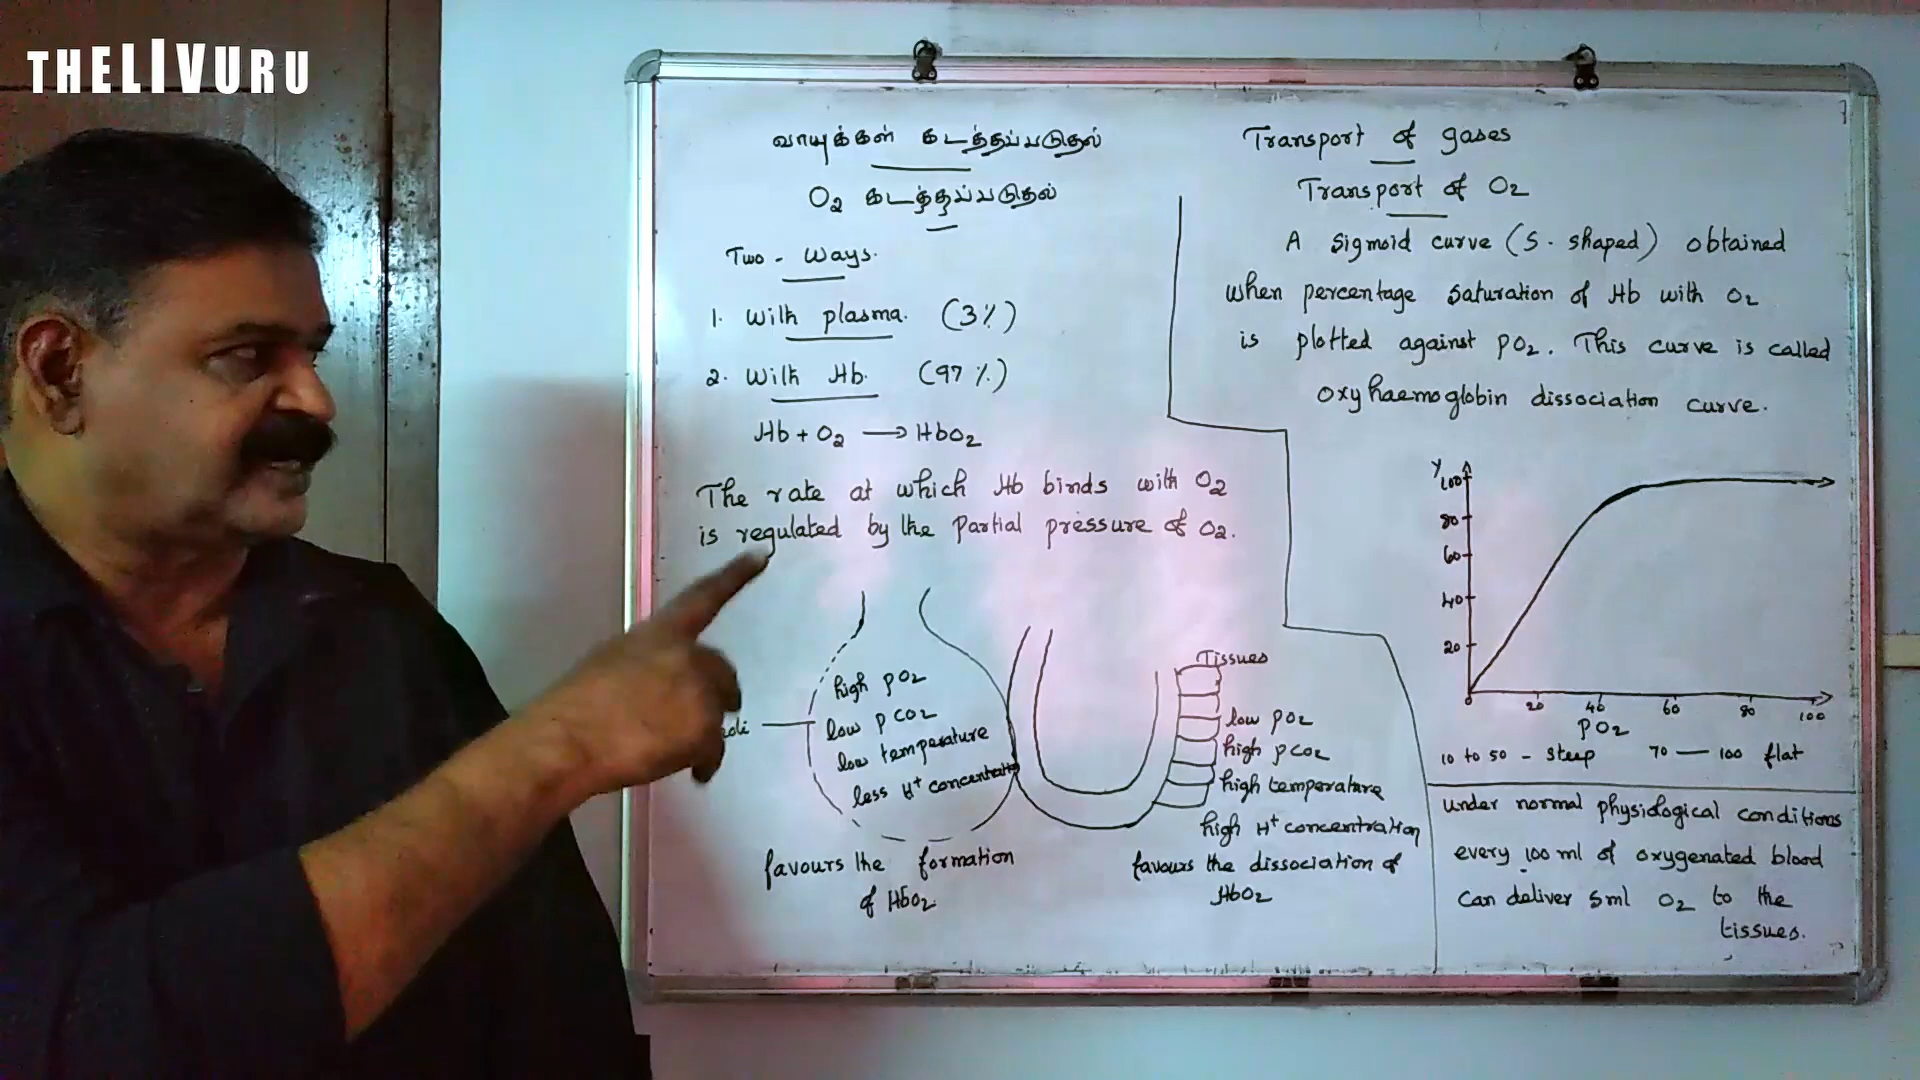 THELIVURU
வாயுக்கள் கடத்தப்படுதல்
O2 கடத்தப்படுதல்
Two - Ways.
1. With plasma. (3%)
2. With Hb. (97%)
Hb + O2 → HbO2
The rate at which Hb binds with O2
is regulated by the Partial pressure of O2.
high pO2
low pCO2
low temperature
less H+ concentration
favours the formation
of HbO2
Tissues
low pO2
high pCO2
high temperature
high H+ concentration
favours the dissociation of
HbO2
Transport of gases
Transport of O2
A sigmoid curve (S - shaped) obtained
when percentage saturation of Hb with O2
is plotted against pO2. This curve is called
oxyhaemoglobin dissociation curve.
Y
100
80
60
40
20
0 20 40 60 80 100
PO2
10 to 50 - steep 70 — 100 flat
under normal physiological conditions
every 100 ml of oxygenated blood
can deliver 5ml O2 to the
tissues.